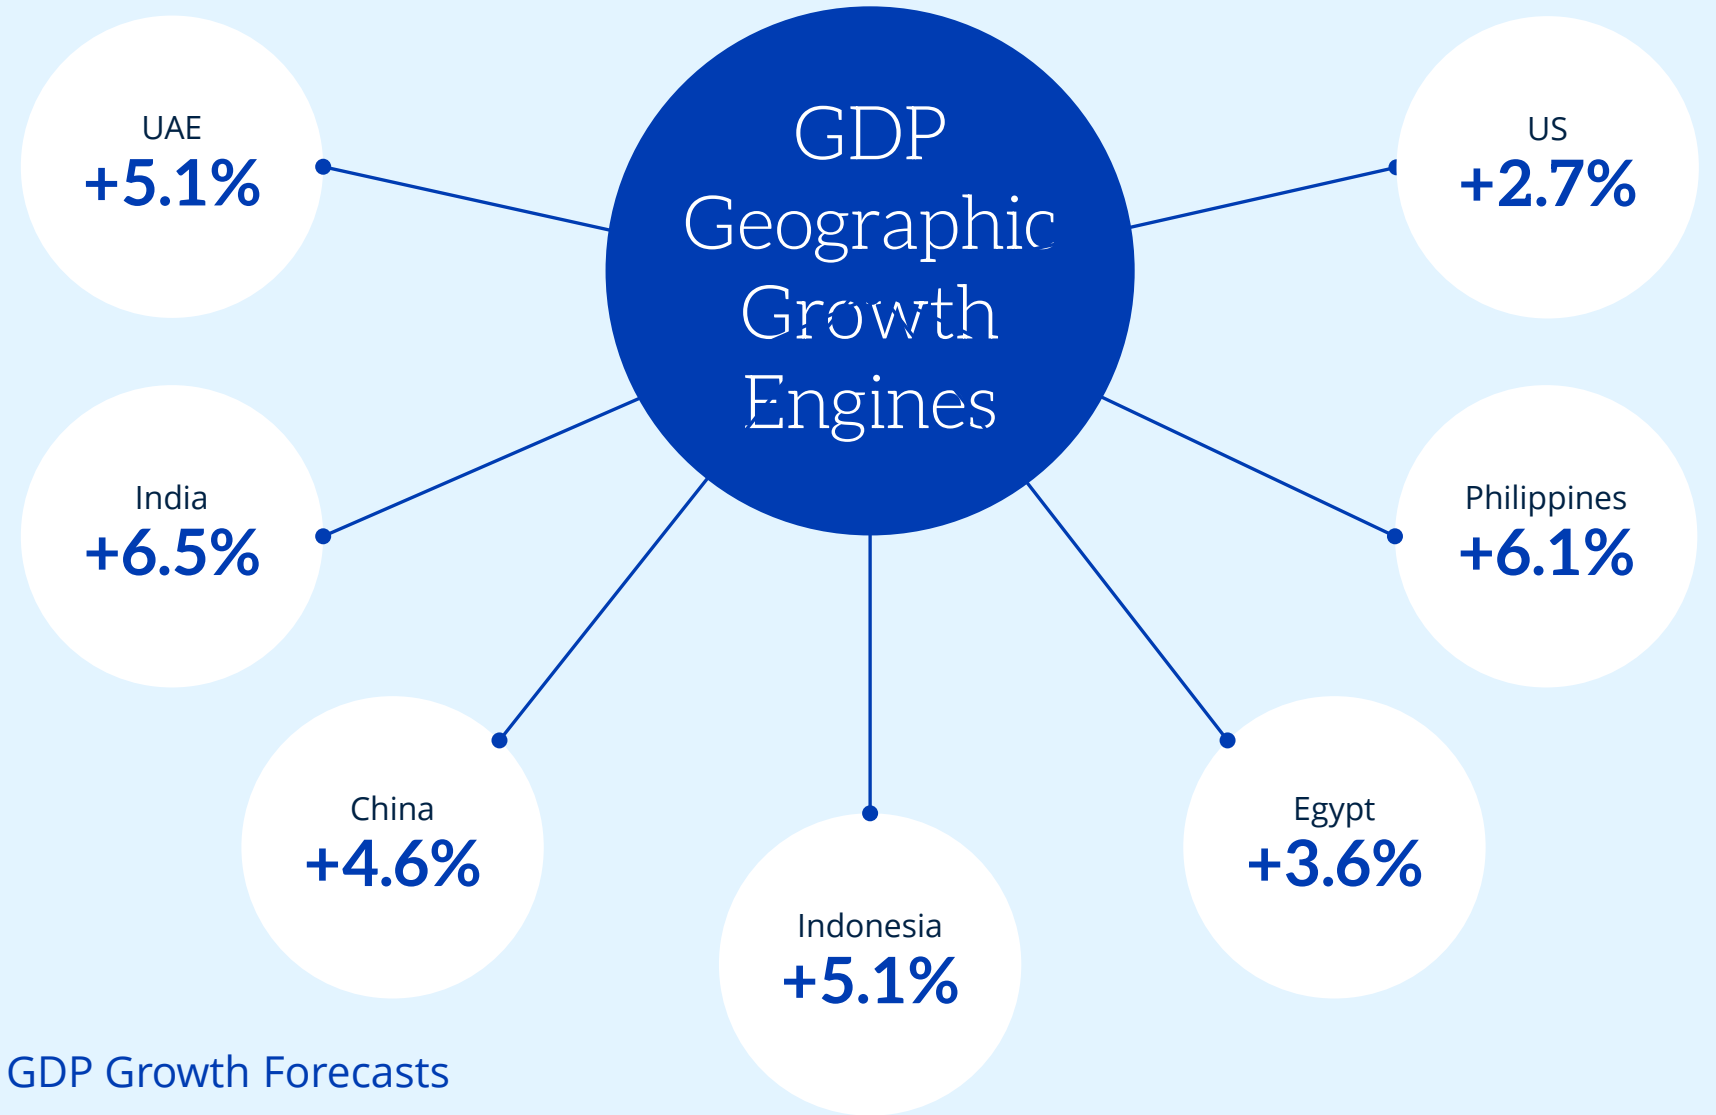 GDP
Geographic
Growth
Engines
UAE
+5.1%
US
+2.7%
India
+6.5%
Philippines
+6.1%
China
+4.6%
Egypt
+3.6%
Indonesia
+5.1%
GDP Growth Forecasts